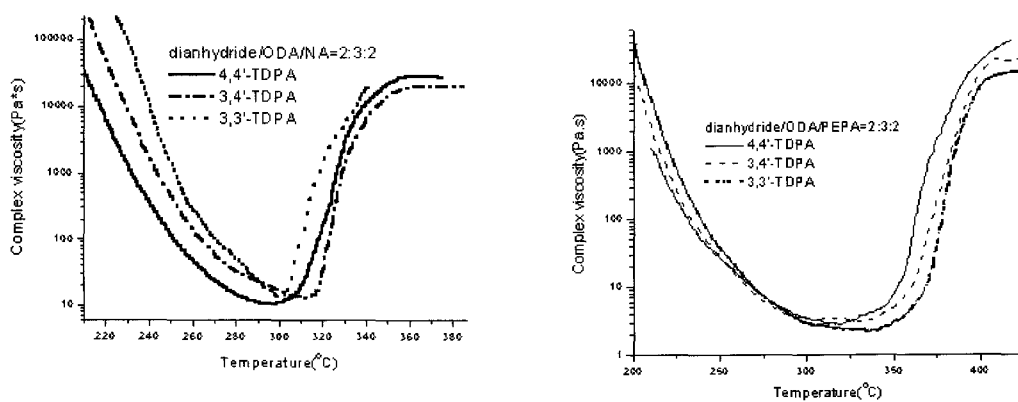 100000
10000
1000
100
10
Complex viscosity(Pa*s)
dianhydride/ODA/NA=2:3:2
4,4'-TDPA
3,4'-TDPA
3,3'-TDPA
220 240 260 280 300 320 340 360 380
Temperature(°C)
10000
1000
100
10
1
Complex viscosity(Pa.s)
dianhydride/ODA/PEPA=2:3:2
4,4'-TDPA
3,4'-TDPA
3,3'-TDPA
200 250 300 350 400
Temperature(°C)